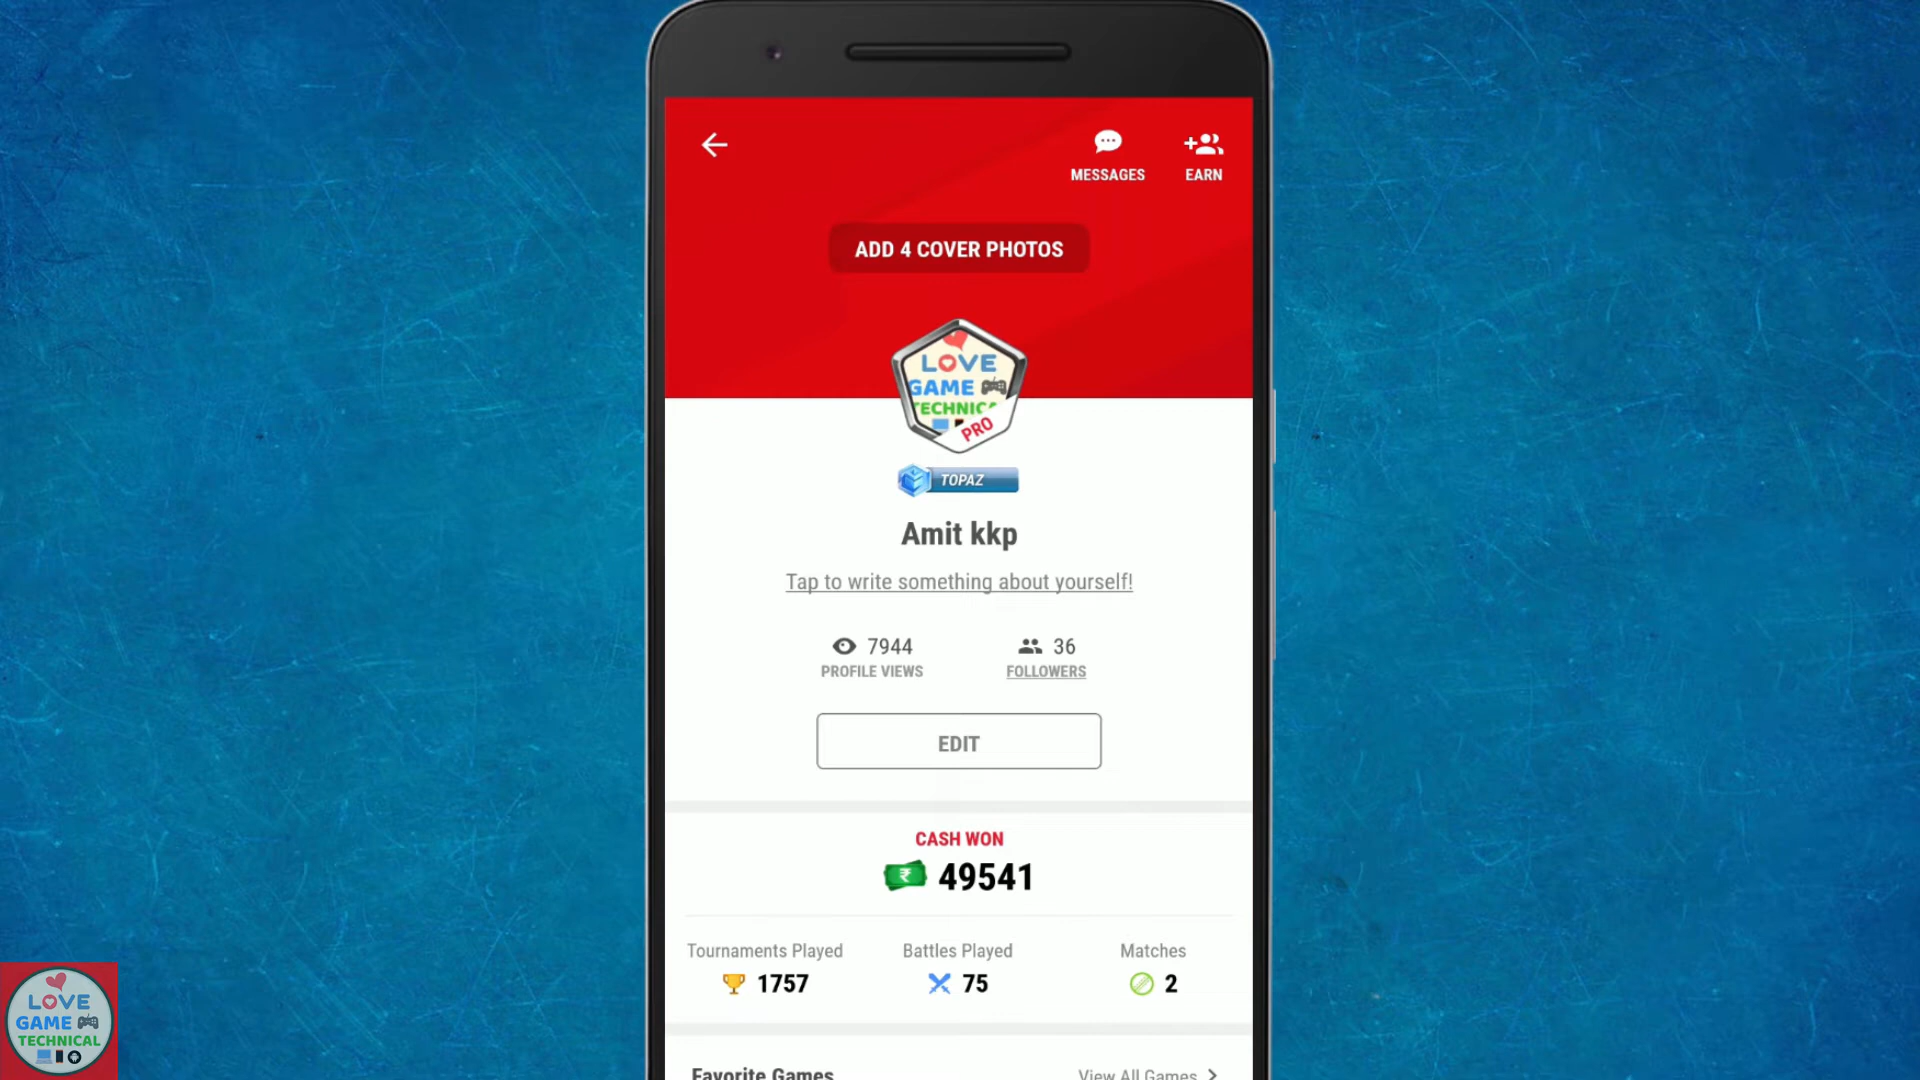 MESSAGES
EARN
ADD 4 COVER PHOTOS
LOVE
GAME
TECHNICA
PRO
TOPAZ
Amit kkp
Tap to write something about yourself!
7944
PROFILE VIEWS
36
FOLLOWERS
EDIT
CASH WON
₹ 49541
Tournaments Played
1757
Battles Played
75
Matches
2
Favorite Games
View All Games
LOVE
GAME
TECHNICAL